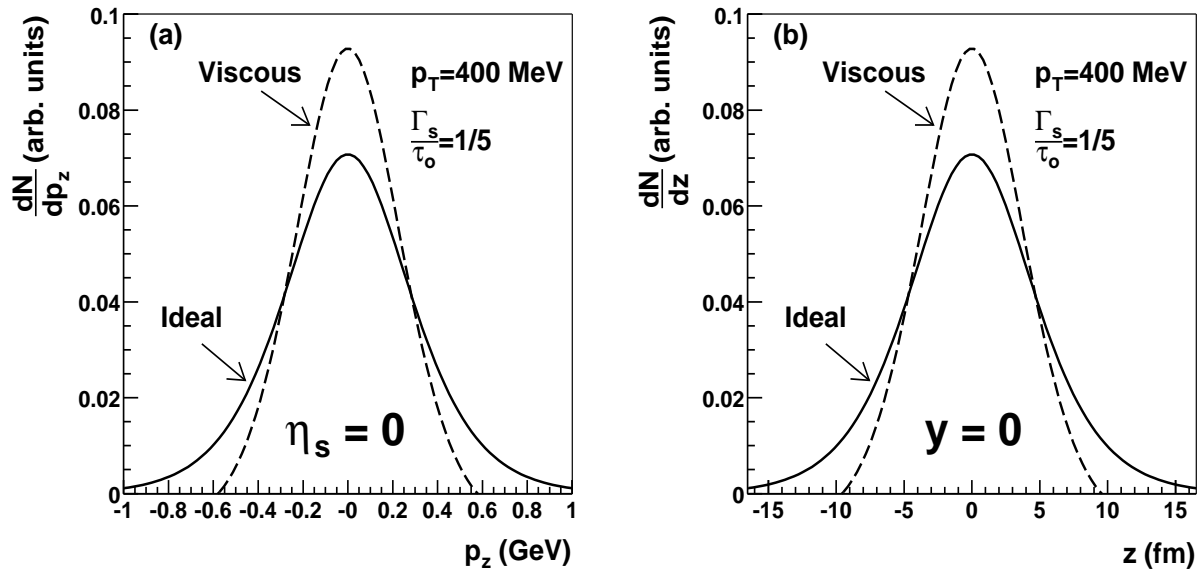 (a)
Viscous
p_T=400 MeV
Γ_s/τ_o=1/5
Ideal
η_s = 0
dN/dp_z (arb. units)
0.1
0.08
0.06
0.04
0.02
0
-1 -0.8 -0.6 -0.4 -0.2 -0 0.2 0.4 0.6 0.8 1
p_z (GeV)
(b)
Viscous
p_T=400 MeV
Γ_s/τ_o=1/5
Ideal
y = 0
dN/dz (arb. units)
0.1
0.08
0.06
0.04
0.02
0
-15 -10 -5 0 5 10 15
z (fm)